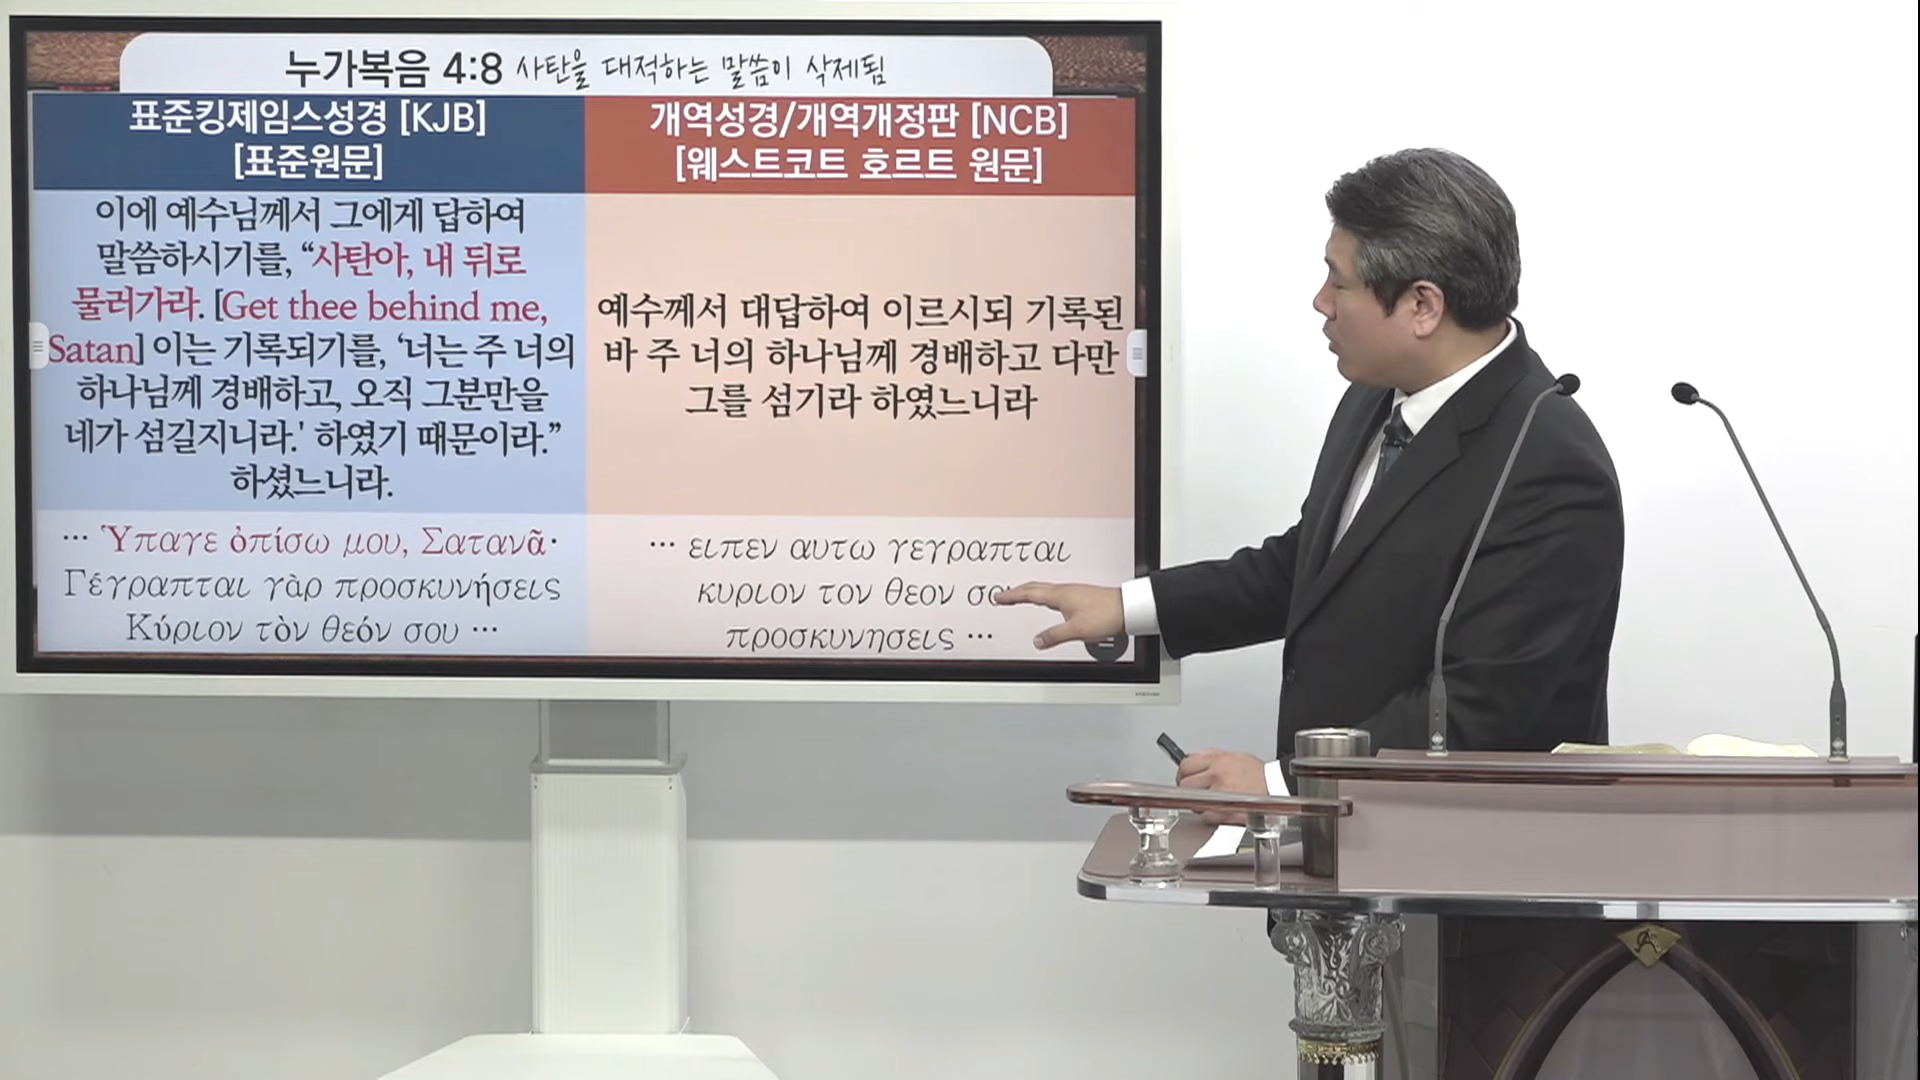 누가복음 4:8 사탄을 대적하는 말씀이 삭제됨
표준킹제임스성경 [KJB]
[표준원문]
이에 예수님께서 그에게 답하여
말씀하시기를, “사탄아, 내 뒤로
물러가라. [Get thee behind me,
Satan] 이는 기록되기를, ‘너는 주 너의
하나님께 경배하고, 오직 그분만을
네가 섬길지니라.' 하였기 때문이라.”
하셨느니라.
··· Ὕπαγε ὀπίσω μου, Σατανᾶ·
Γέγραπται γὰρ προσκυνήσεις
Κύριον τὸν θεόν σου ···
개역성경/개역개정판 [NCB]
[웨스트코트 호르트 원문]
예수께서 대답하여 이르시되 기록된
바 주 너의 하나님께 경배하고 다만
그를 섬기라 하였느니라
··· ειπεν αυτω γεγραπται
κυριον τον θεον σου
προσκυνησεις ···